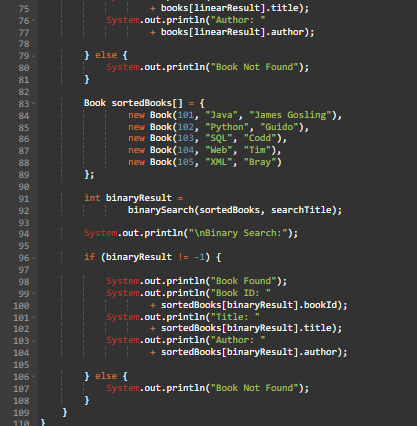 75 + books[linearResult].title);
76 System.out.println("Author: "
77 + books[linearResult].author);
78
79 } else {
80 System.out.println("Book Not Found");
81 }
82
83 Book sortedBooks[] = {
84 new Book(101, "Java", "James Gosling"),
85 new Book(102, "Python", "Guido"),
86 new Book(103, "SQL", "Codd"),
87 new Book(104, "Web", "Tim"),
88 new Book(105, "XML", "Bray")
89 };
90
91 int binaryResult =
92 binarySearch(sortedBooks, searchTitle);
93
94 System.out.println("\nBinary Search:");
95
96 if (binaryResult != -1) {
97
98 System.out.println("Book Found");
99 System.out.println("Book ID: "
100 + sortedBooks[binaryResult].bookId);
101 System.out.println("Title: "
102 + sortedBooks[binaryResult].title);
103 System.out.println("Author: "
104 + sortedBooks[binaryResult].author);
105
106 } else {
107 System.out.println("Book Not Found");
108 }
109 }
110 }